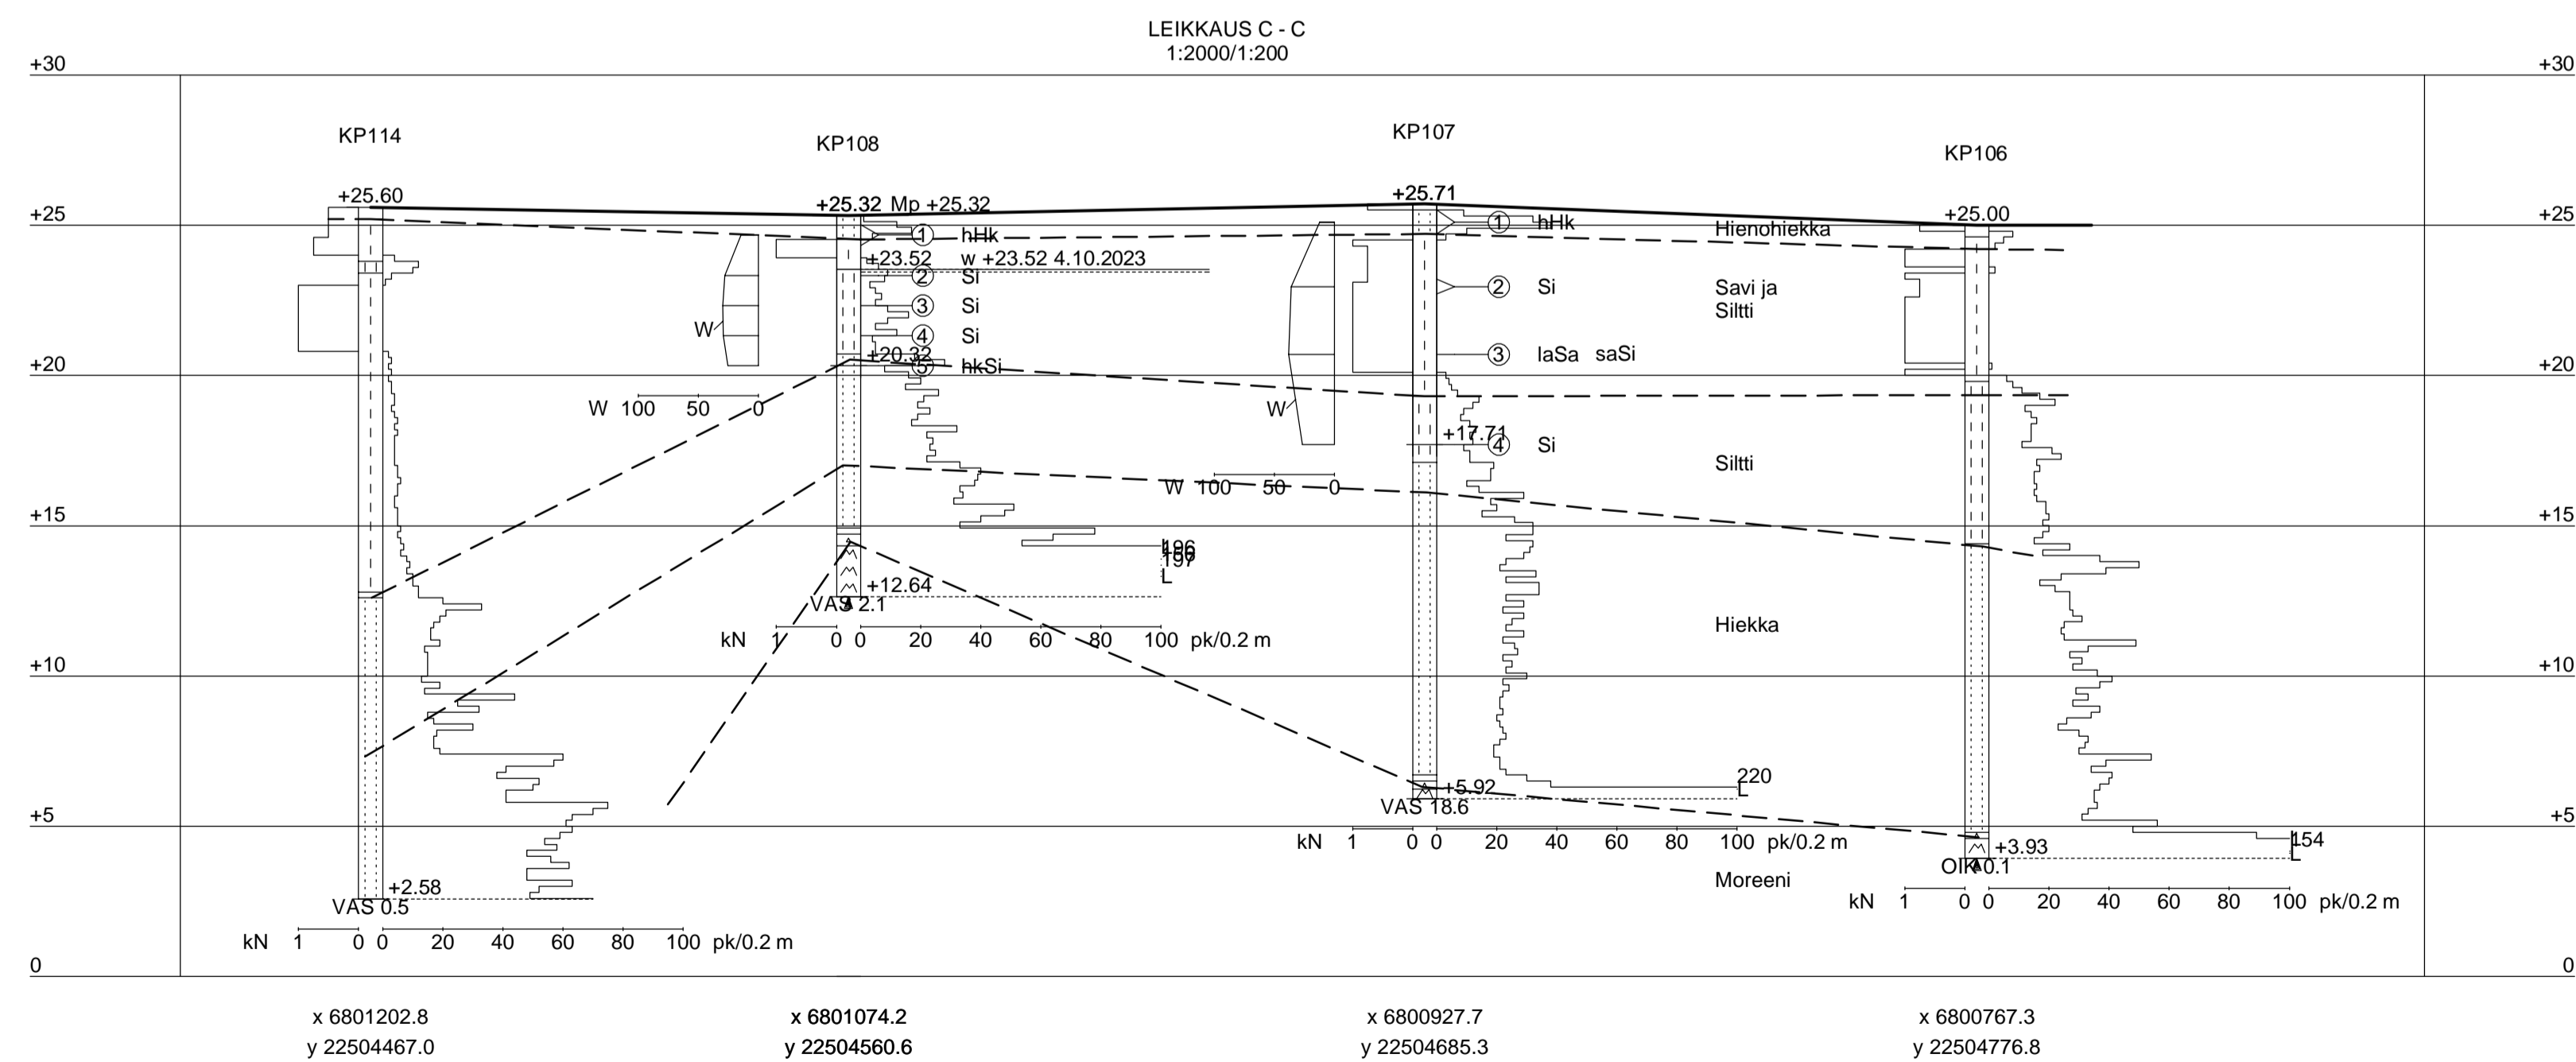 LEIKKAUS C - C
1:2000/1:200
+30 +30
KP114 KP108 KP107 KP106
+25.60 +25.32 Mp +25.32 +25.71 +25.00
+25 +25
1 hHk 1 hHk Hienohiekka
+23.52 w +23.52 4.10.2023
2 Si 2 Si Savi ja
Siltti
3 Si
W 4 Si
+20.32 3 laSa saSi
5 hkSi
+20 +20
W 100 50 0 W
+17.71
4 Si Siltti
W 100 50 0
+15 +15
196
197
L
+12.64
VAS 2.1 Hiekka
kN 1 0 0 20 40 60 80 100 pk/0.2 m
+10 +10
220
L
+5.92
VAS 18.6
+5 +5
kN 1 0 0 20 40 60 80 100 pk/0.2 m
154
L
+3.93
OIK 0.1
Moreeni
+2.58
VAS 0.5
kN 1 0 0 20 40 60 80 100 pk/0.2 m
kN 1 0 0 20 40 60 80 100 pk/0.2 m
0 0
x 6801202.8 x 6801074.2 x 6800927.7 x 6800767.3
y 22504467.0 y 22504560.6 y 22504685.3 y 22504776.8